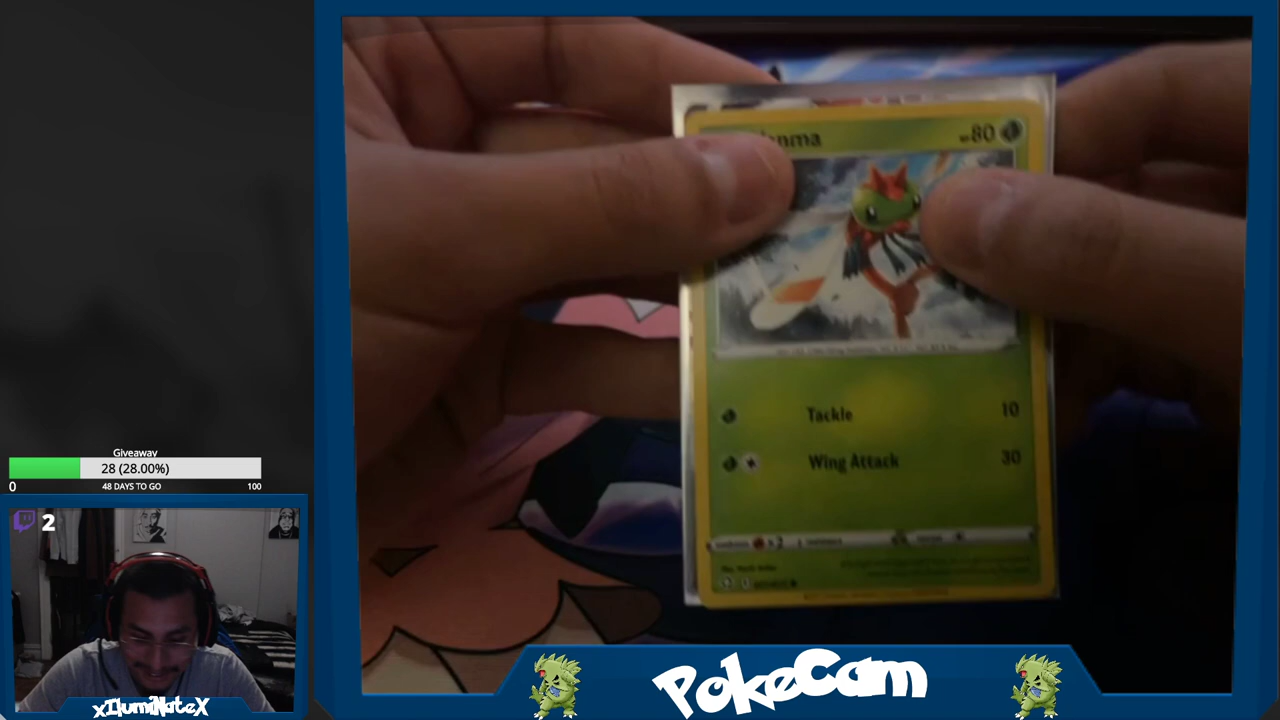 nma
80
Tackle 10
Wing Attack 30
×2
Giveaway
28 (28.00%)
0 48 DAYS TO GO 100
2
xIlumiNateX
PokeCam